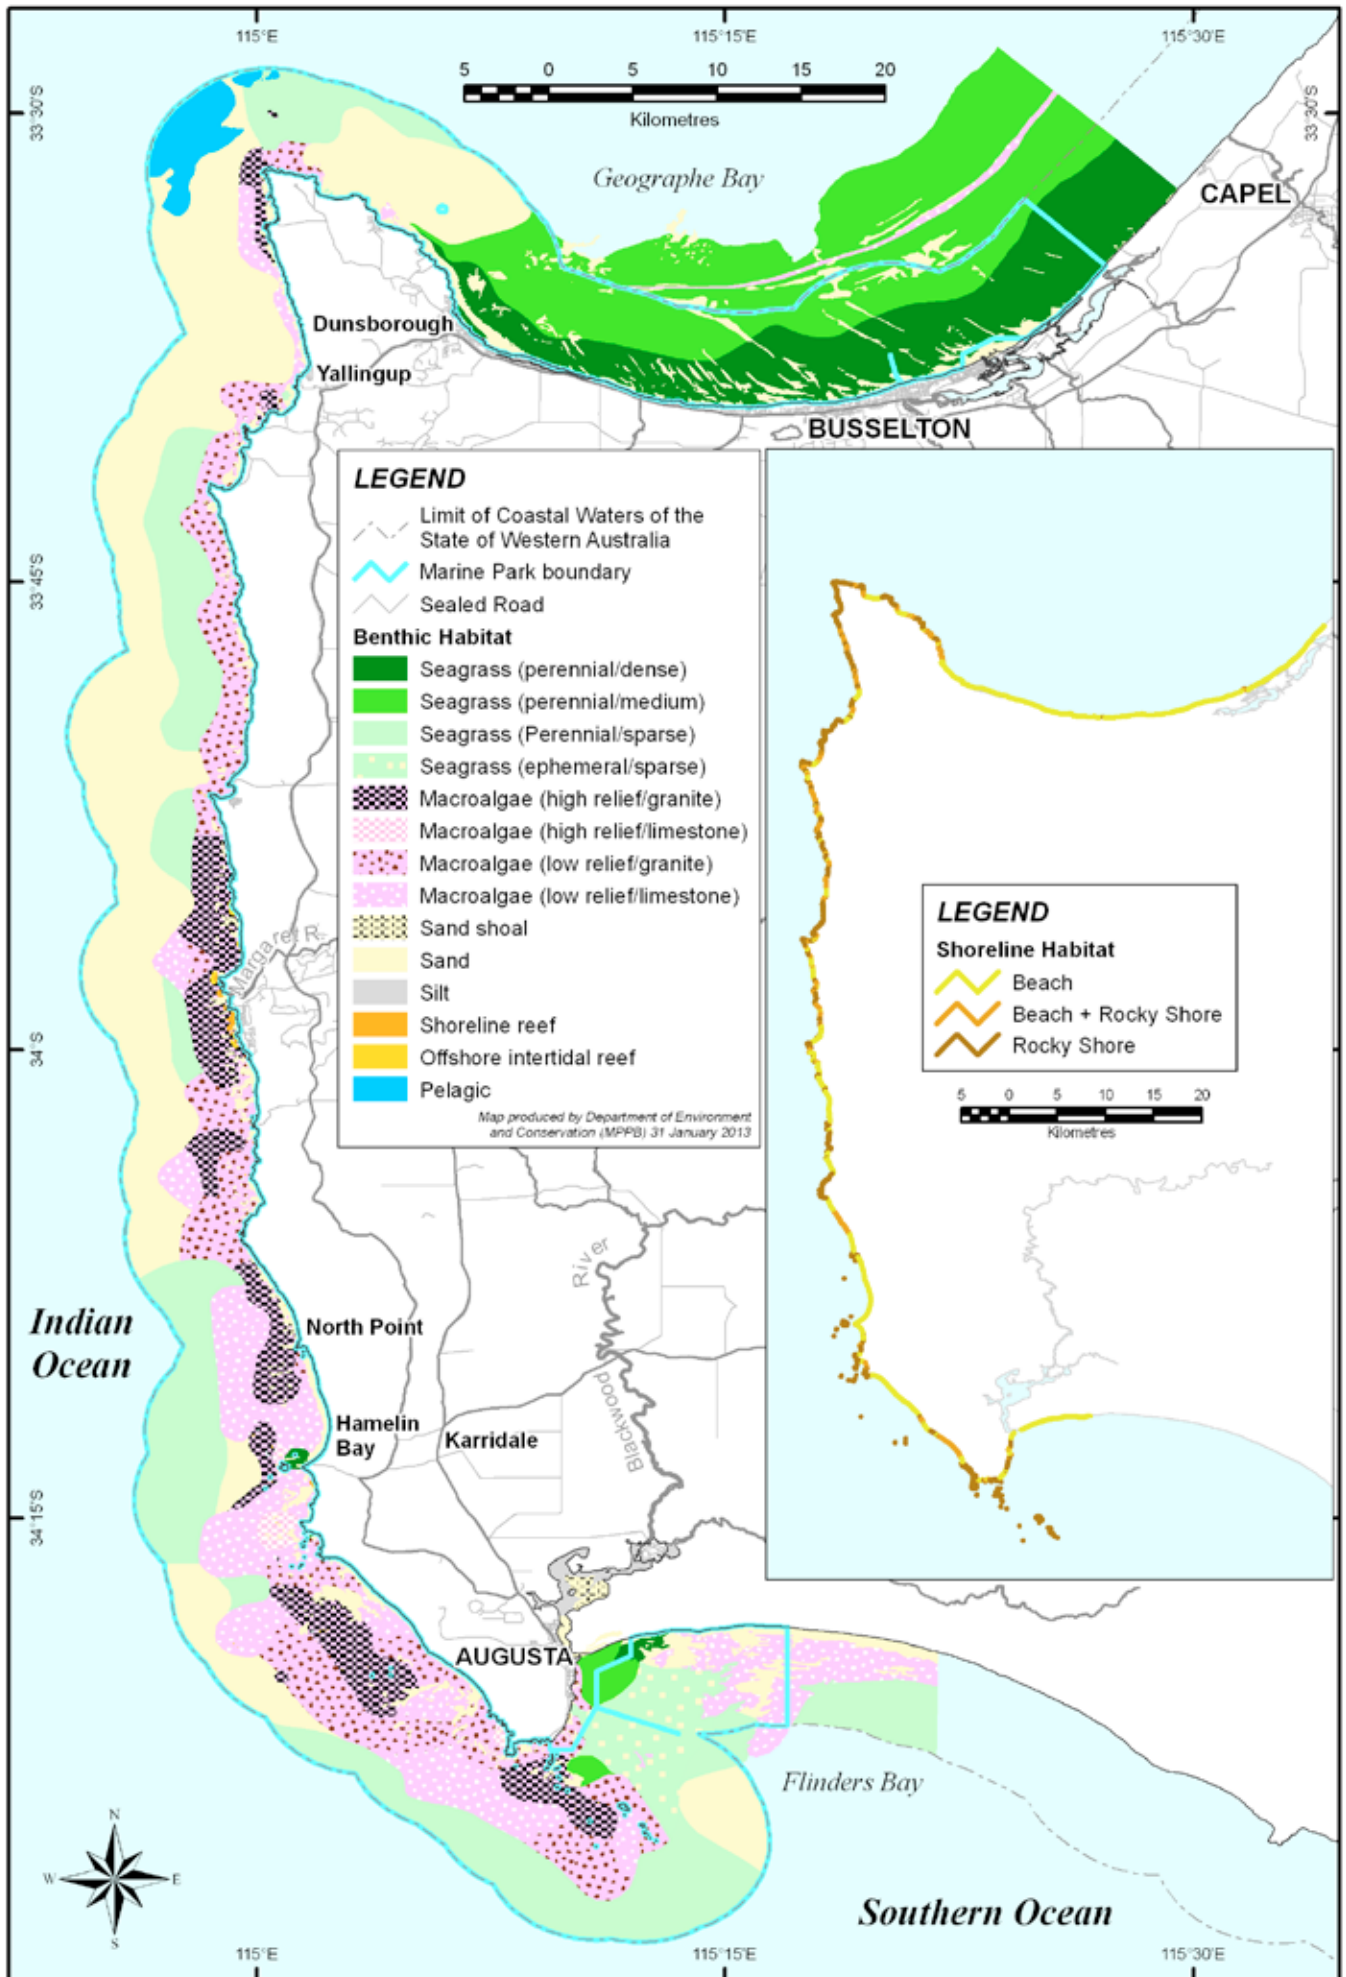 115°E
115°15'E
115°30'E
5 0 5 10 15 20
Kilometres
33°30'S
33°30'S
Geographe Bay
CAPEL
Dunsborough
Yallingup
BUSSELTON
LEGEND
Limit of Coastal Waters of the
State of Western Australia
Marine Park boundary
Sealed Road
Benthic Habitat
Seagrass (perennial/dense)
Seagrass (perennial/medium)
Seagrass (Perennial/sparse)
Seagrass (ephemeral/sparse)
Macroalgae (high relief/granite)
Macroalgae (high relief/limestone)
Macroalgae (low relief/granite)
Macroalgae (low relief/limestone)
Sand shoal
Sand
Silt
Shoreline reef
Offshore intertidal reef
Pelagic
Map produced by Department of Environment
and Conservation (MPPB) 31 January 2013
33°45'S
Margaret R.
34°S
LEGEND
Shoreline Habitat
Beach
Beach + Rocky Shore
Rocky Shore
5 0 5 10 15 20
Kilometres
River
Blackwood
Indian
Ocean
North Point
Hamelin
Bay
Karridale
34°15'S
AUGUSTA
Flinders Bay
N
W
E
S
Southern Ocean
115°E
115°15'E
115°30'E